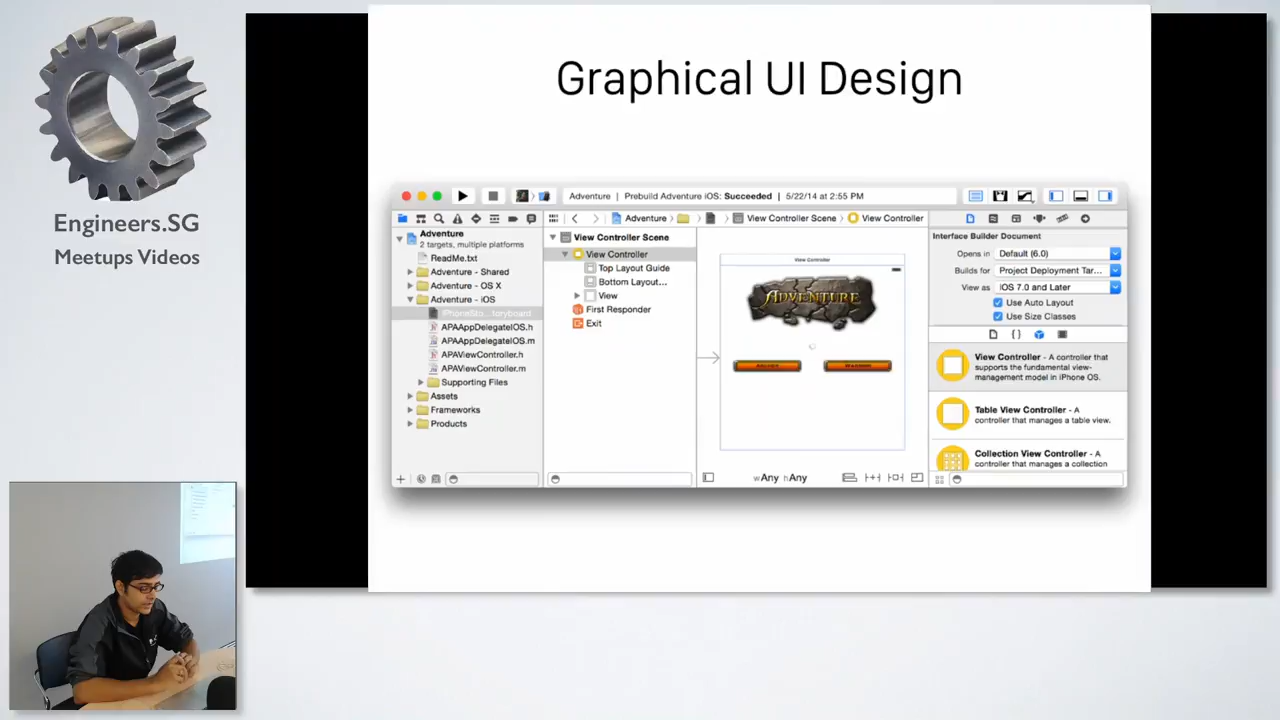 Engineers.SG
Meetups Videos
Graphical UI Design
Adventure | Prebuild Adventure iOS: Succeeded | 5/22/14 at 2:55 PM
Adventure
View Controller Scene
View Controller
Adventure
2 targets, multiple platforms
ReadMe.txt
Adventure - Shared
Adventure - OS X
Adventure - iOS
iPhoneSto...toryboard
APAAppDelegateIOS.h
APAAppDelegateIOS.m
APAViewController.h
APAViewController.m
Supporting Files
Assets
Frameworks
Products
View Controller Scene
View Controller
Top Layout Guide
Bottom Layout...
View
First Responder
Exit
View Controller
ADVENTURE
wAny hAny
Interface Builder Document
Opens in Default (6.0)
Builds for Project Deployment Tar...
View as iOS 7.0 and Later
Use Auto Layout
Use Size Classes
{ }
View Controller - A controller that
supports the fundamental view-
management model in iPhone OS.
Table View Controller - A
controller that manages a table view.
Collection View Controller - A
controller that manages a collection